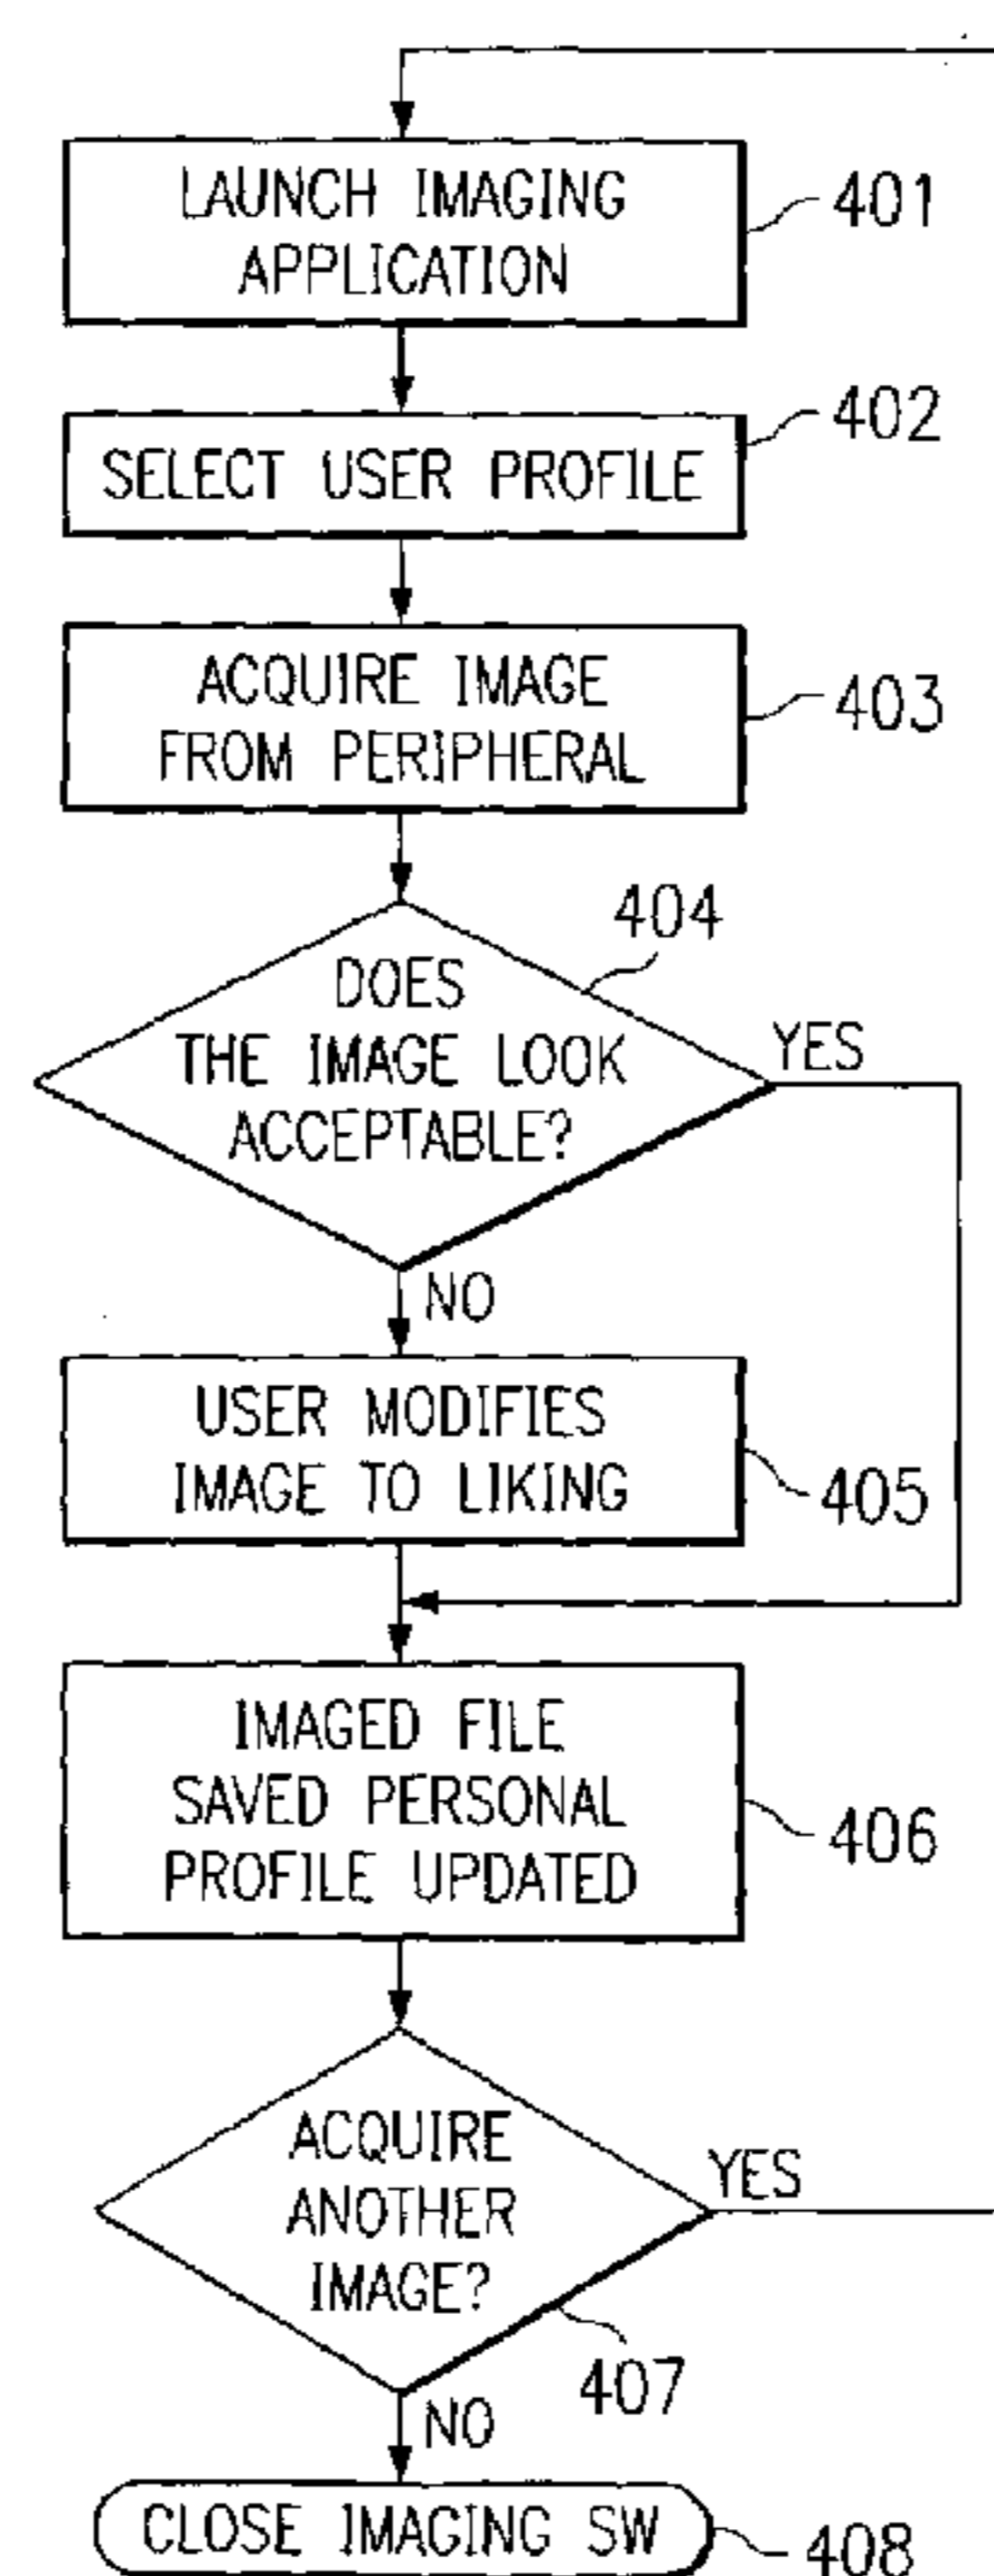 LAUNCH IMAGING
APPLICATION
401
SELECT USER PROFILE
402
ACQUIRE IMAGE
FROM PERIPHERAL
403
404
DOES
THE IMAGE LOOK
ACCEPTABLE?
YES
NO
USER MODIFIES
IMAGE TO LIKING
405
IMAGED FILE
SAVED PERSONAL
PROFILE UPDATED
406
ACQUIRE
ANOTHER
IMAGE?
YES
407
NO
CLOSE IMAGING SW
408